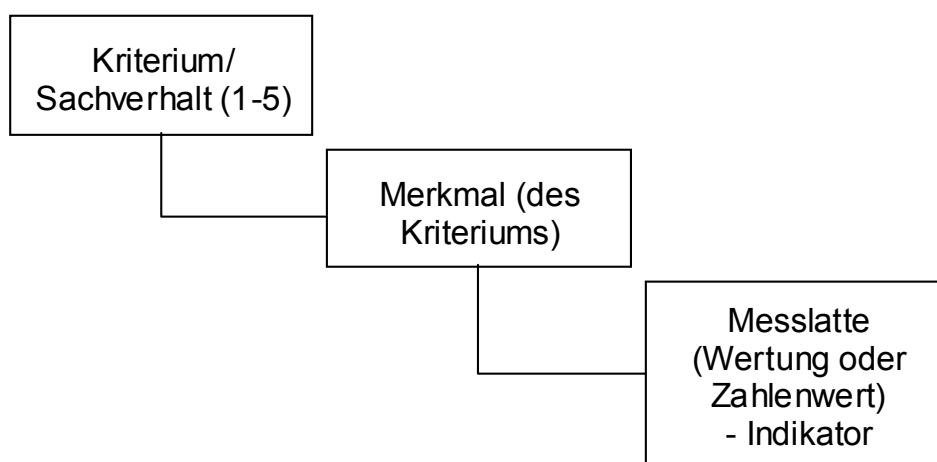 Kriterium/
Sachverhalt (1-5)
Merkmal (des
Kriteriums)
Messlatte
(Wertung oder
Zahlenwert)
- Indikator